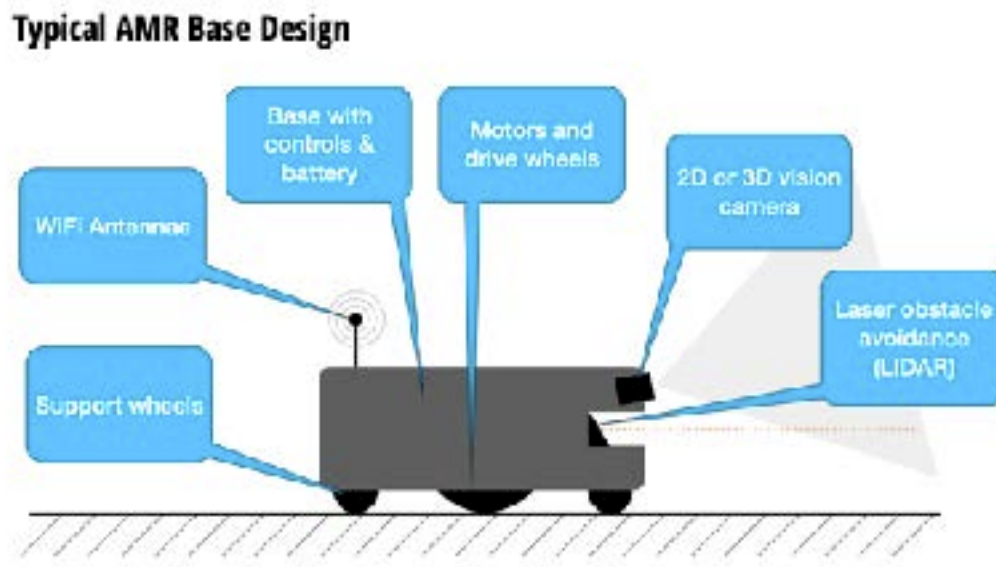 Typical AMR Base Design
Base with
controls &
battery
Motors and
drive wheels
2D or 3D vision
camera
WiFi Antennae
Laser obstacle
avoidance
(LIDAR)
Support wheels